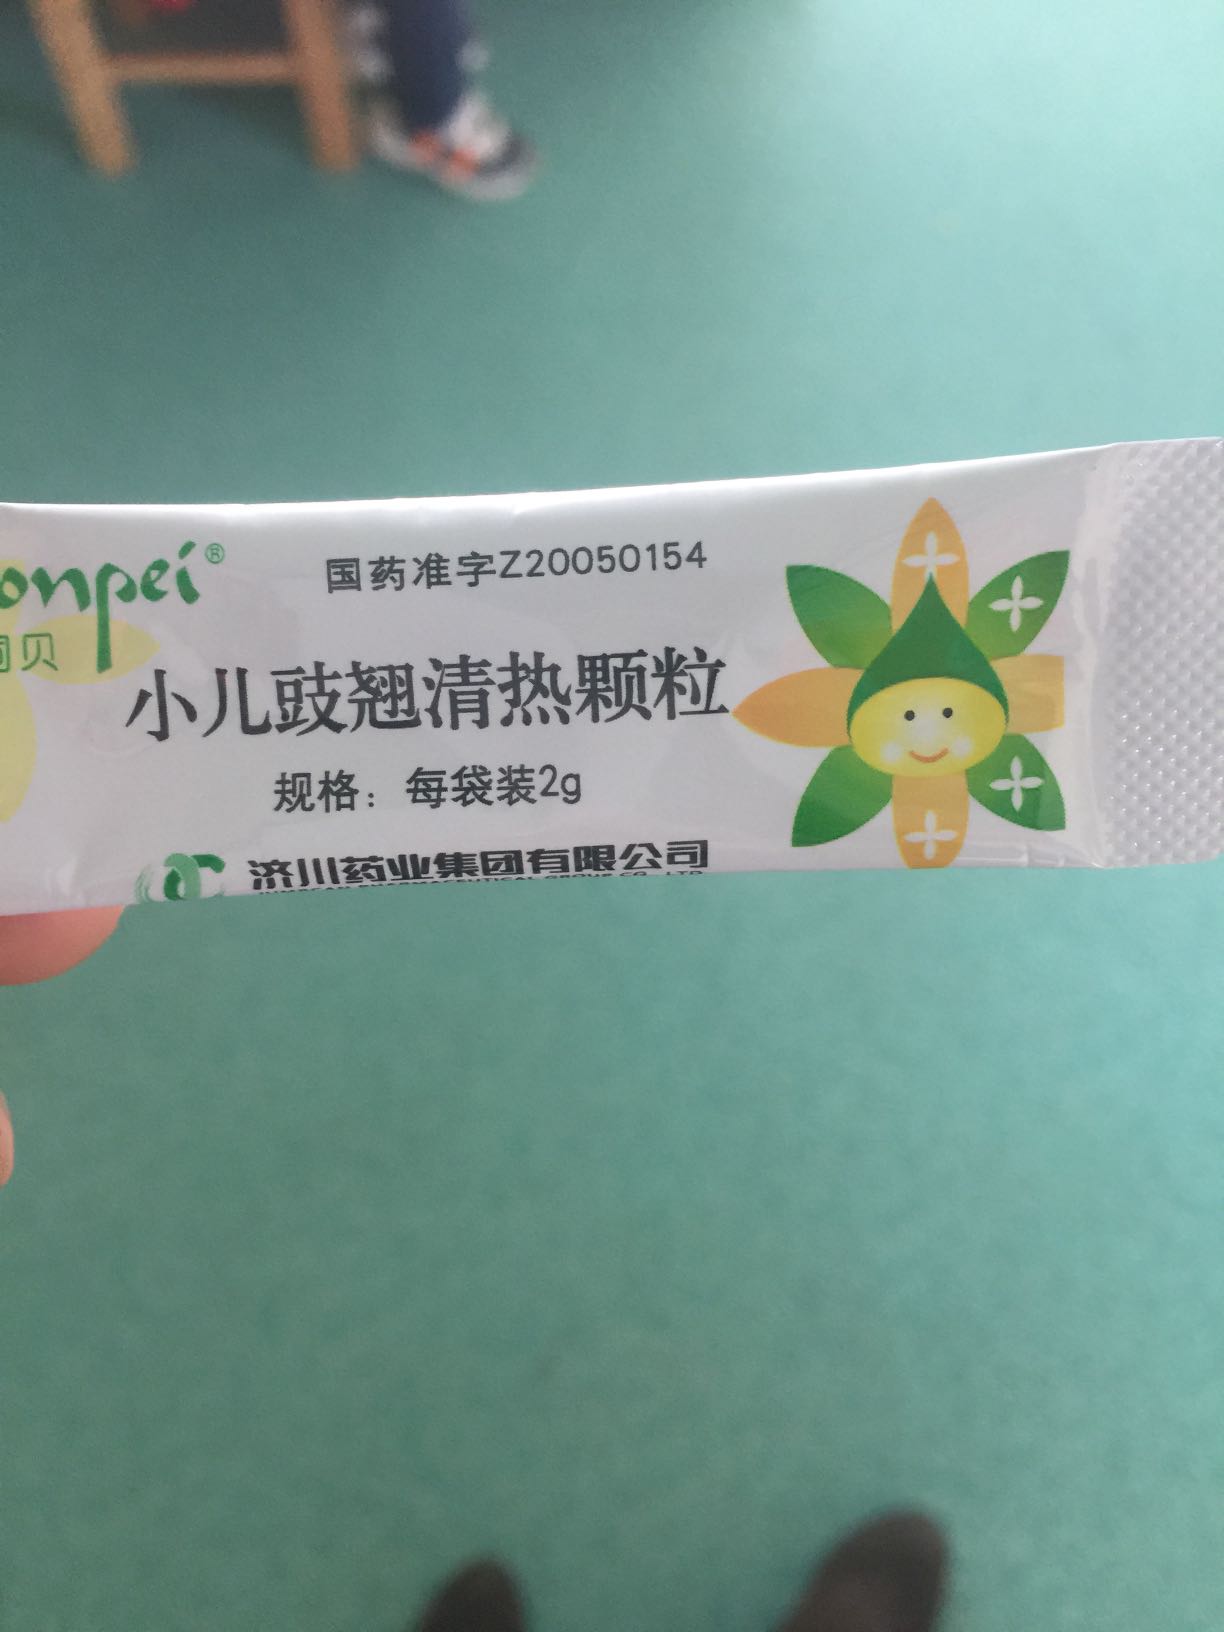 onpei®
国药准字Z20050154
贝
小儿豉翘清热颗粒
规格：每袋装2g
济川药业集团有限公司